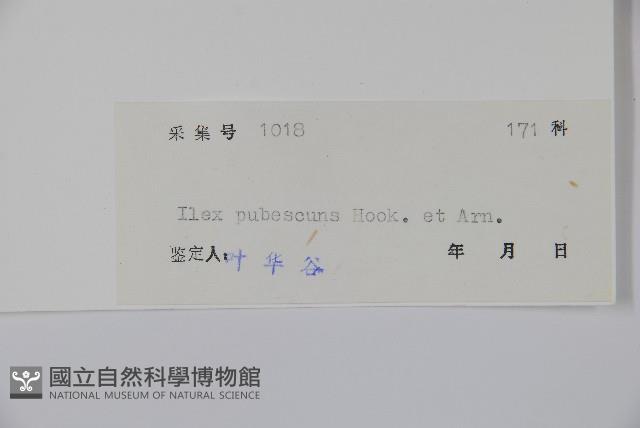 采集号 1018 171 科
Ilex pubescuns Hook. et Arn.
鉴定人: 叶华谷 年 月 日
國立自然科學博物館
NATIONAL MUSEUM OF NATURAL SCIENCE